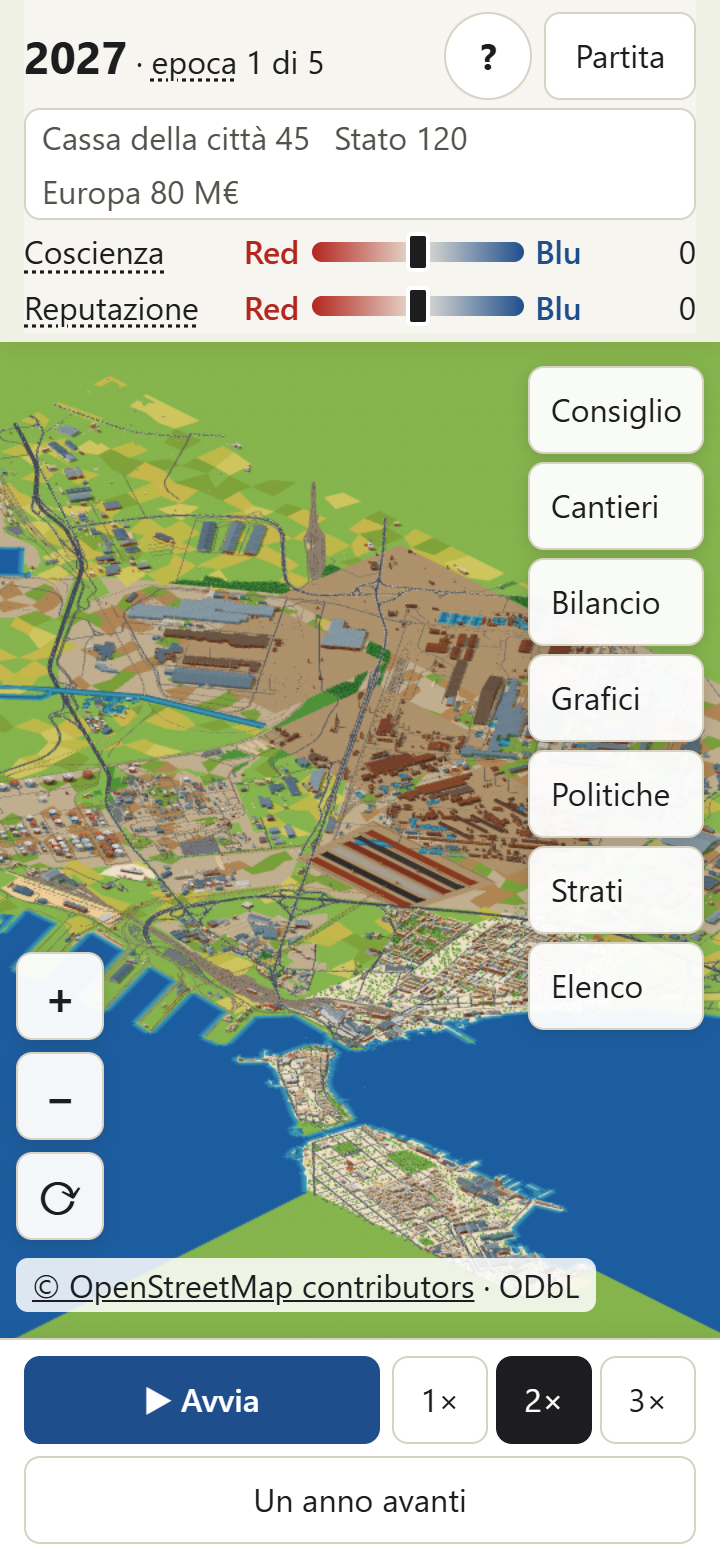 2027 · epoca 1 di 5
?
Partita
Cassa della città 45 Stato 120
Europa 80 M€
Coscienza Red Blu 0
Reputazione Red Blu 0
Consiglio
Cantieri
Bilancio
Grafici
Politiche
Strati
Elenco
+
−
⟳
© OpenStreetMap contributors · ODbL
▶ Avvia
1×
2×
3×
Un anno avanti